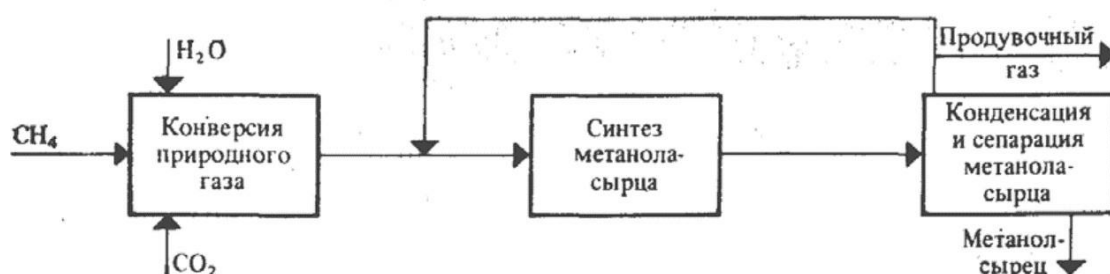 H₂O
CH₄
Конверсия
природного
газа
CO₂
Синтез
метанола-
сырца
Продувочный
газ
Конденсация
и сепарация
метанола-
сырца
Метанол-
сырец